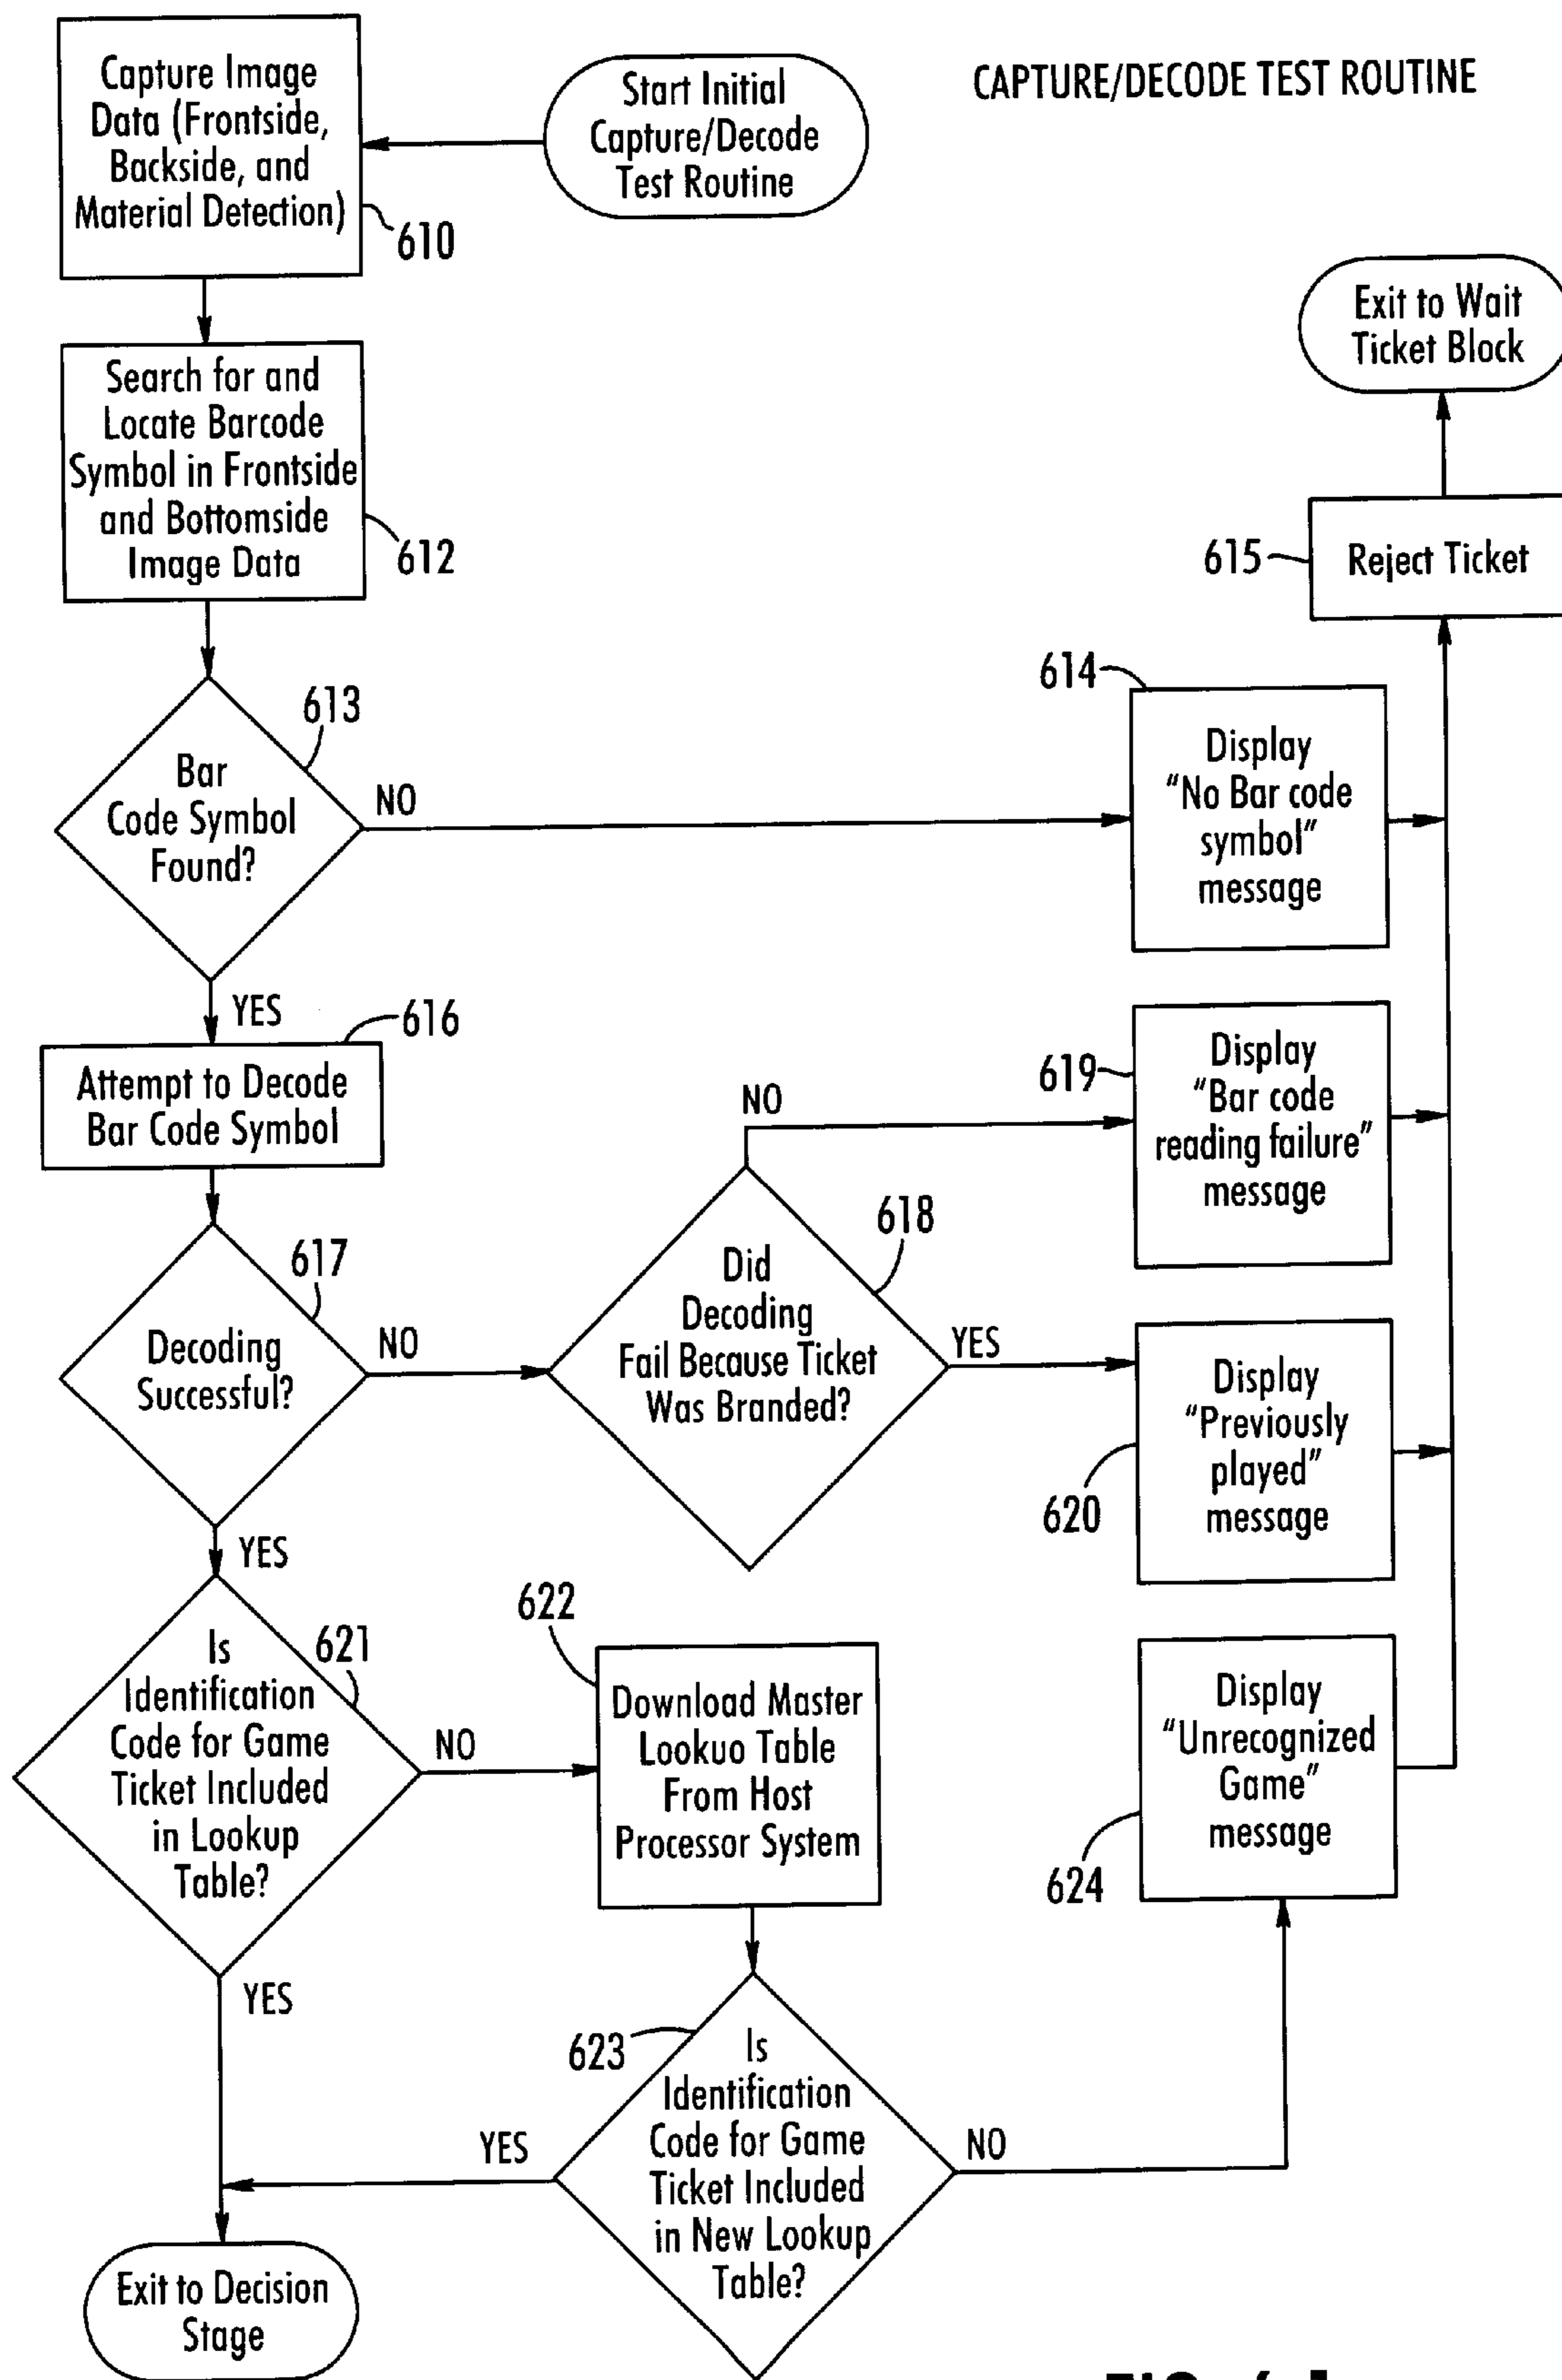 CAPTURE/DECODE TEST ROUTINE
Start Initial
Capture/Decode
Test Routine
Capture Image
Data (Frontside,
Backside, and
Material Detection)
610
Search for and
Locate Barcode
Symbol in Frontside
and Bottomside
Image Data
612
Exit to Wait
Ticket Block
615
Reject Ticket
613
Bar
Code Symbol
Found?
NO
614
Display
"No Bar code
symbol"
message
YES
616
Attempt to Decode
Bar Code Symbol
617
Decoding
Successful?
NO
618
Did
Decoding
Fail Because Ticket
Was Branded?
NO
619
Display
"Bar code
reading failure"
message
YES
620
Display
"Previously
played"
message
YES
621
Is
Identification
Code for Game
Ticket Included
in Lookup
Table?
NO
622
Download Master
Lookuo Table
From Host
Processor System
624
Display
"Unrecognized
Game"
message
YES
623
Is
Identification
Code for Game
Ticket Included
in New Lookup
Table?
YES
NO
Exit to Decision
Stage